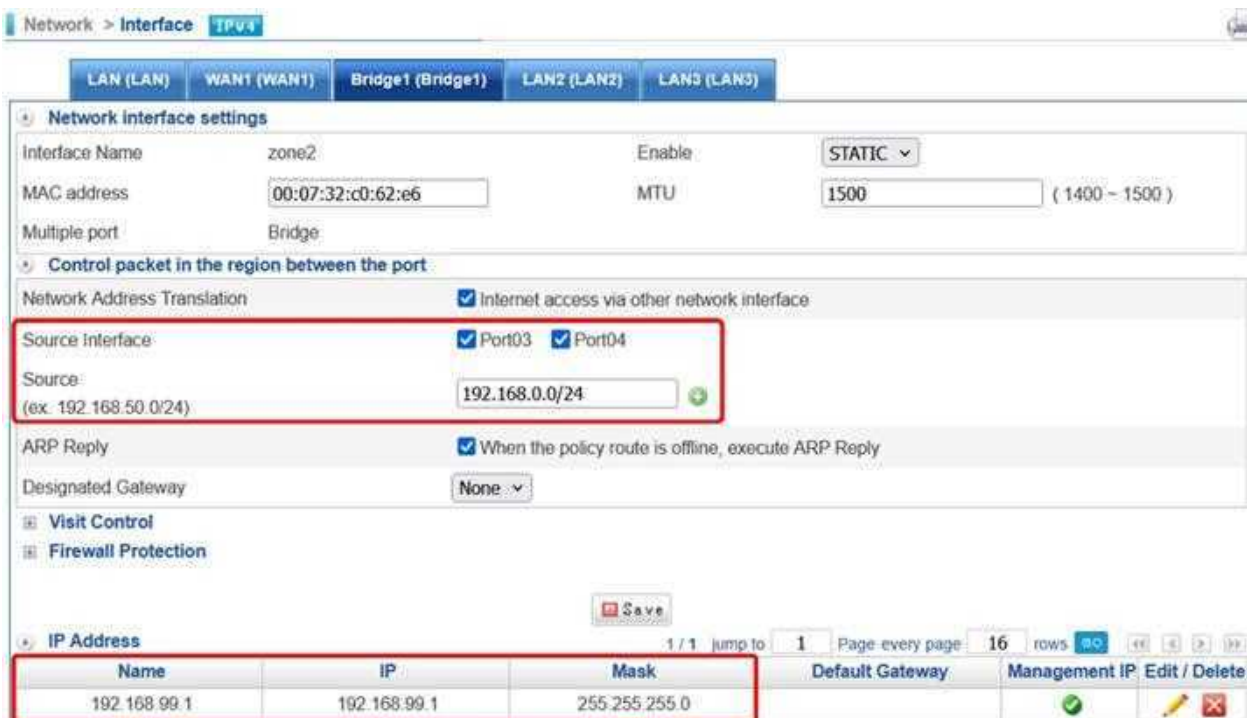 Network > Interface IPv4
LAN (LAN) WAN1 (WAN1) Bridge1 (Bridge1) LAN2 (LAN2) LAN3 (LAN3)
Network interface settings
Interface Name zone2 Enable STATIC
MAC address 00:07:32:c0:62:e6 MTU 1500 ( 1400 ~ 1500 )
Multiple port Bridge
Control packet in the region between the port
Network Address Translation Internet access via other network interface
Source Interface Port03 Port04
Source
(ex. 192.168.50.0/24) 192.168.0.0/24
ARP Reply When the policy route is offline, execute ARP Reply
Designated Gateway None
Visit Control
Firewall Protection
Save
IP Address 1 / 1 jump to 1 Page every page 16 rows GO
Name IP Mask Default Gateway Management IP Edit / Delete
192.168.99.1 192.168.99.1 255.255.255.0